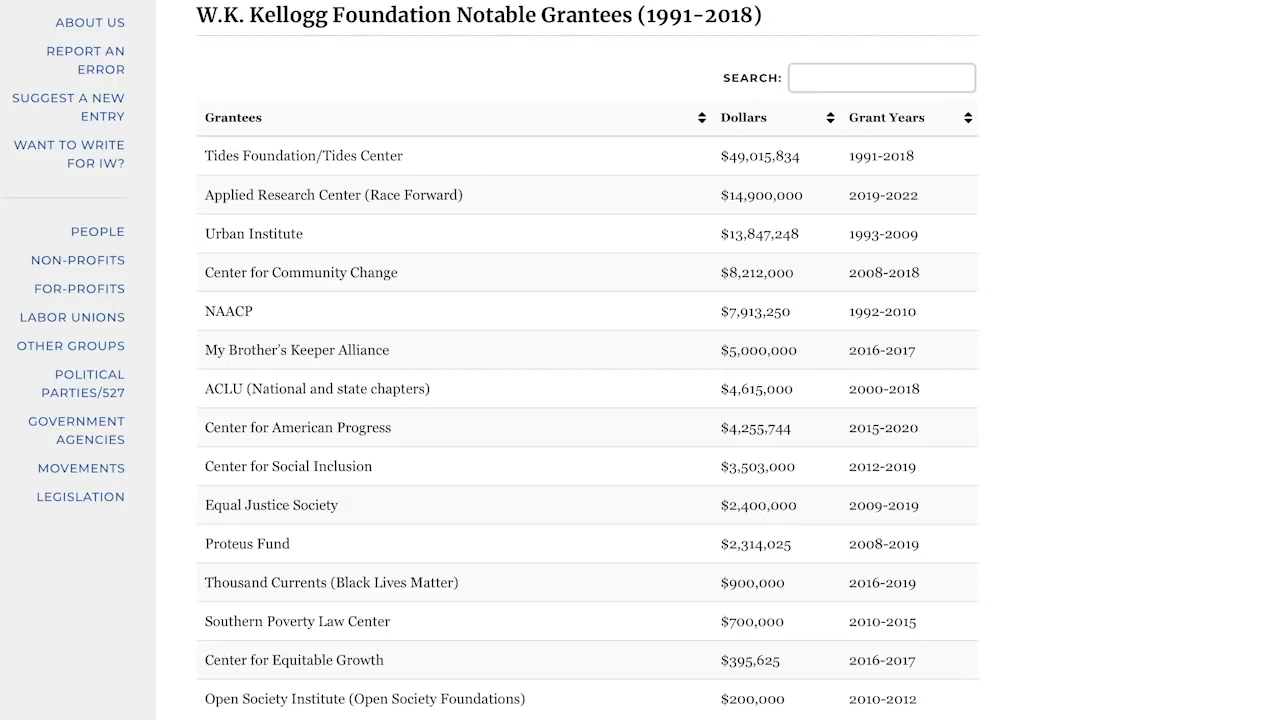 ABOUT US
REPORT AN
ERROR
SUGGEST A NEW
ENTRY
WANT TO WRITE
FOR IW?
PEOPLE
NON-PROFITS
FOR-PROFITS
LABOR UNIONS
OTHER GROUPS
POLITICAL
PARTIES/527
GOVERNMENT
AGENCIES
MOVEMENTS
LEGISLATION
W.K. Kellogg Foundation Notable Grantees (1991-2018)
SEARCH:
Grantees Dollars Grant Years
Tides Foundation/Tides Center $49,015,834 1991-2018
Applied Research Center (Race Forward) $14,900,000 2019-2022
Urban Institute $13,847,248 1993-2009
Center for Community Change $8,212,000 2008-2018
NAACP $7,913,250 1992-2010
My Brother's Keeper Alliance $5,000,000 2016-2017
ACLU (National and state chapters) $4,615,000 2000-2018
Center for American Progress $4,255,744 2015-2020
Center for Social Inclusion $3,503,000 2012-2019
Equal Justice Society $2,400,000 2009-2019
Proteus Fund $2,314,025 2008-2019
Thousand Currents (Black Lives Matter) $900,000 2016-2019
Southern Poverty Law Center $700,000 2010-2015
Center for Equitable Growth $395,625 2016-2017
Open Society Institute (Open Society Foundations) $200,000 2010-2012